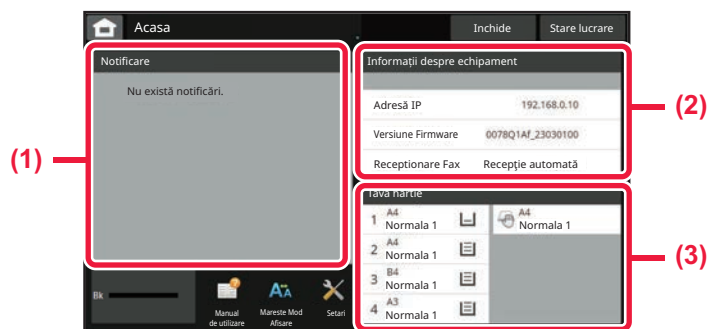 Acasa
Inchide
Stare lucrare
Notificare
Nu există notificări.
(1)
Informații despre echipament
Adresă IP 192.168.0.10
Versiune Firmware 0078Q1Af_23030100
Receptionare Fax Recepţie automată
(2)
Tava hartie
1 A4
Normala 1
2 A4
Normala 1
3 B4
Normala 1
4 A3
Normala 1
A4
Normala 1
(3)
Bk
Manual
de utilizare
Mareste Mod
Afisare
Setari